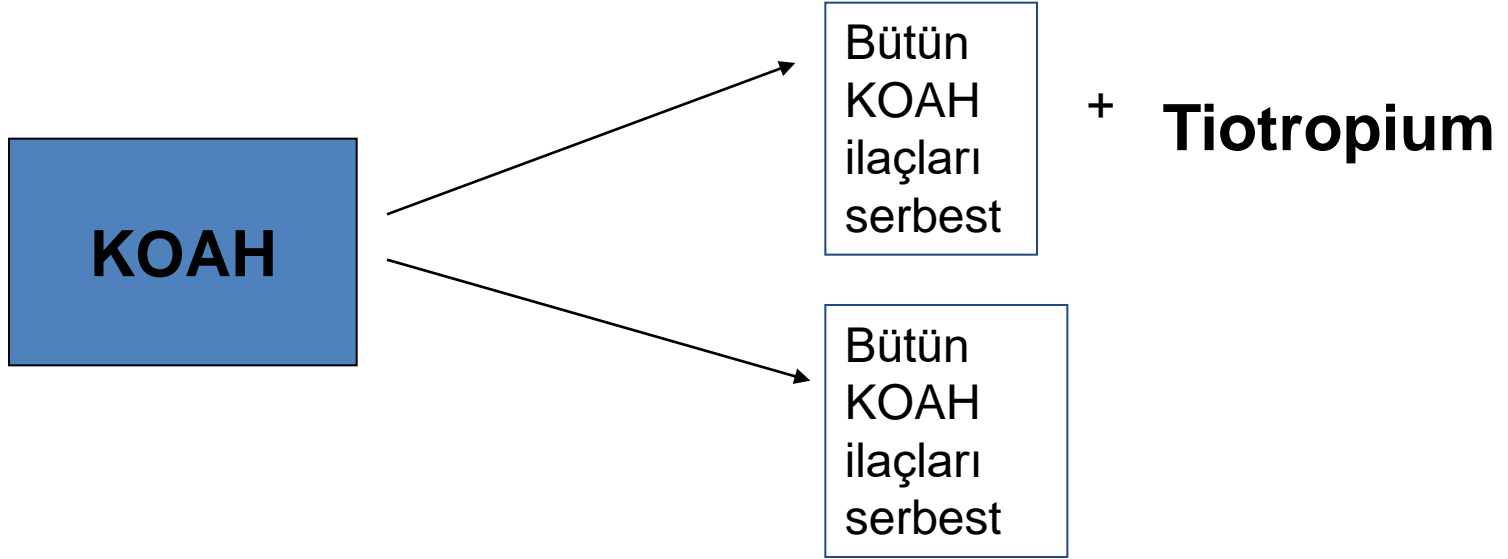 KOAH
Bütün
KOAH
ilaçları
serbest
+
Tiotropium
Bütün
KOAH
ilaçları
serbest